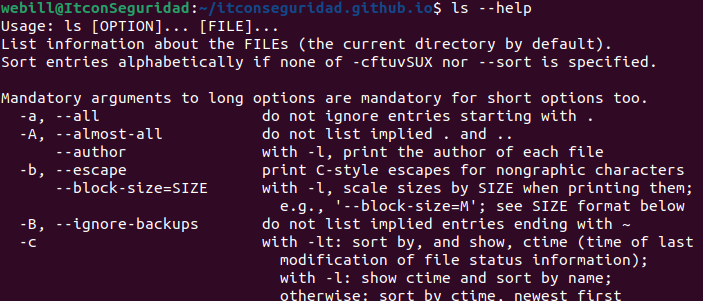 webill@ItconSeguridad:~/itconseguridad.github.io$ ls --help
Usage: ls [OPTION]... [FILE]...
List information about the FILEs (the current directory by default).
Sort entries alphabetically if none of -cftuvSUX nor --sort is specified.

Mandatory arguments to long options are mandatory for short options too.
  -a, --all                  do not ignore entries starting with .
  -A, --almost-all           do not list implied . and ..
      --author               with -l, print the author of each file
  -b, --escape               print C-style escapes for nongraphic characters
      --block-size=SIZE      with -l, scale sizes by SIZE when printing them;
                               e.g., '--block-size=M'; see SIZE format below
  -B, --ignore-backups       do not list implied entries ending with ~
  -c                         with -lt: sort by, and show, ctime (time of last
                               modification of file status information);
                               with -l: show ctime and sort by name;
                               otherwise: sort by ctime, newest first